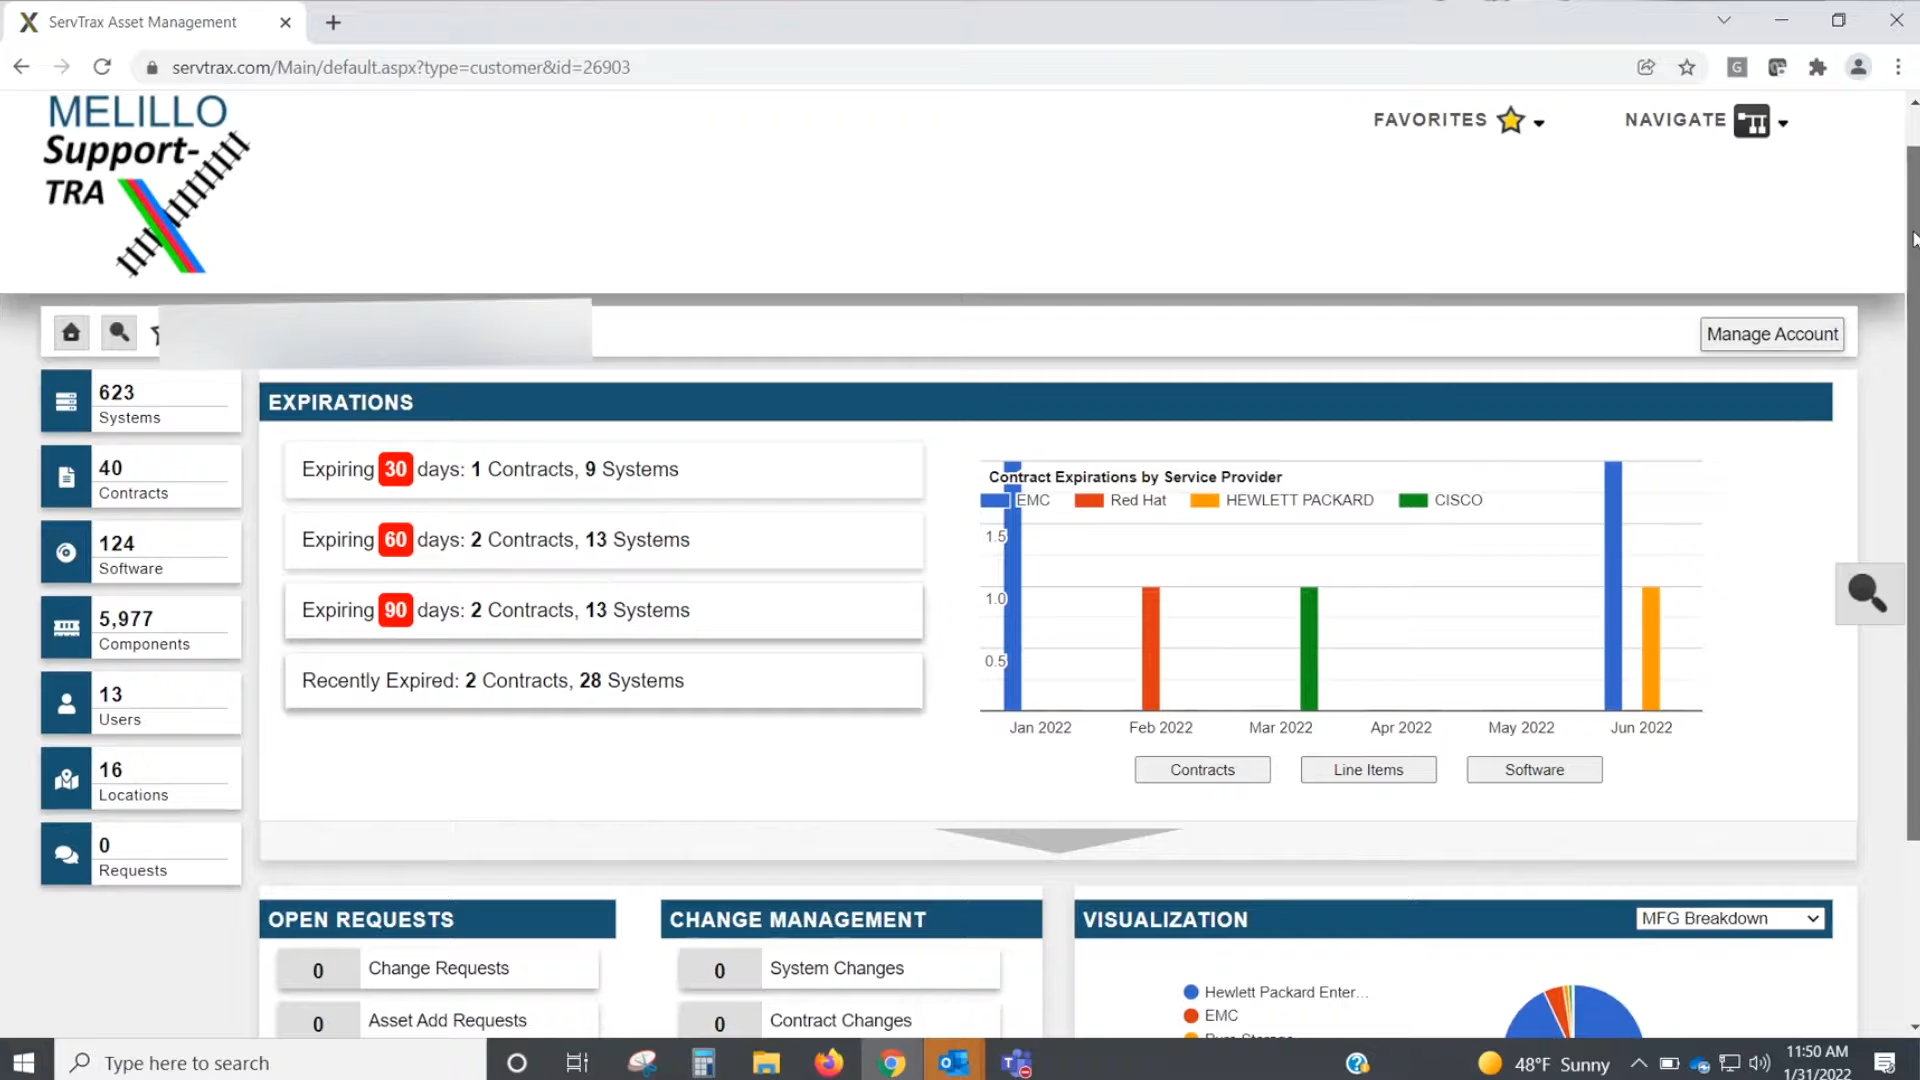 ServTrax Asset Management
servtrax.com/Main/default.aspx?type=customer&id=26903
MELILLO
Support-
TRA
FAVORITES
NAVIGATE
Manage Account
623
Systems
40
Contracts
124
Software
5,977
Components
13
Users
16
Locations
0
Requests
EXPIRATIONS
Expiring 30 days: 1 Contracts, 9 Systems
Expiring 60 days: 2 Contracts, 13 Systems
Expiring 90 days: 2 Contracts, 13 Systems
Recently Expired: 2 Contracts, 28 Systems
Contract Expirations by Service Provider
EMC Red Hat HEWLETT PACKARD CISCO
1.5
1.0
0.5
Jan 2022 Feb 2022 Mar 2022 Apr 2022 May 2022 Jun 2022
Contracts Line Items Software
OPEN REQUESTS
0 Change Requests
0 Asset Add Requests
CHANGE MANAGEMENT
0 System Changes
0 Contract Changes
VISUALIZATION
MFG Breakdown
Hewlett Packard Enter...
EMC
Type here to search
48°F Sunny
11:50 AM
1/31/2022